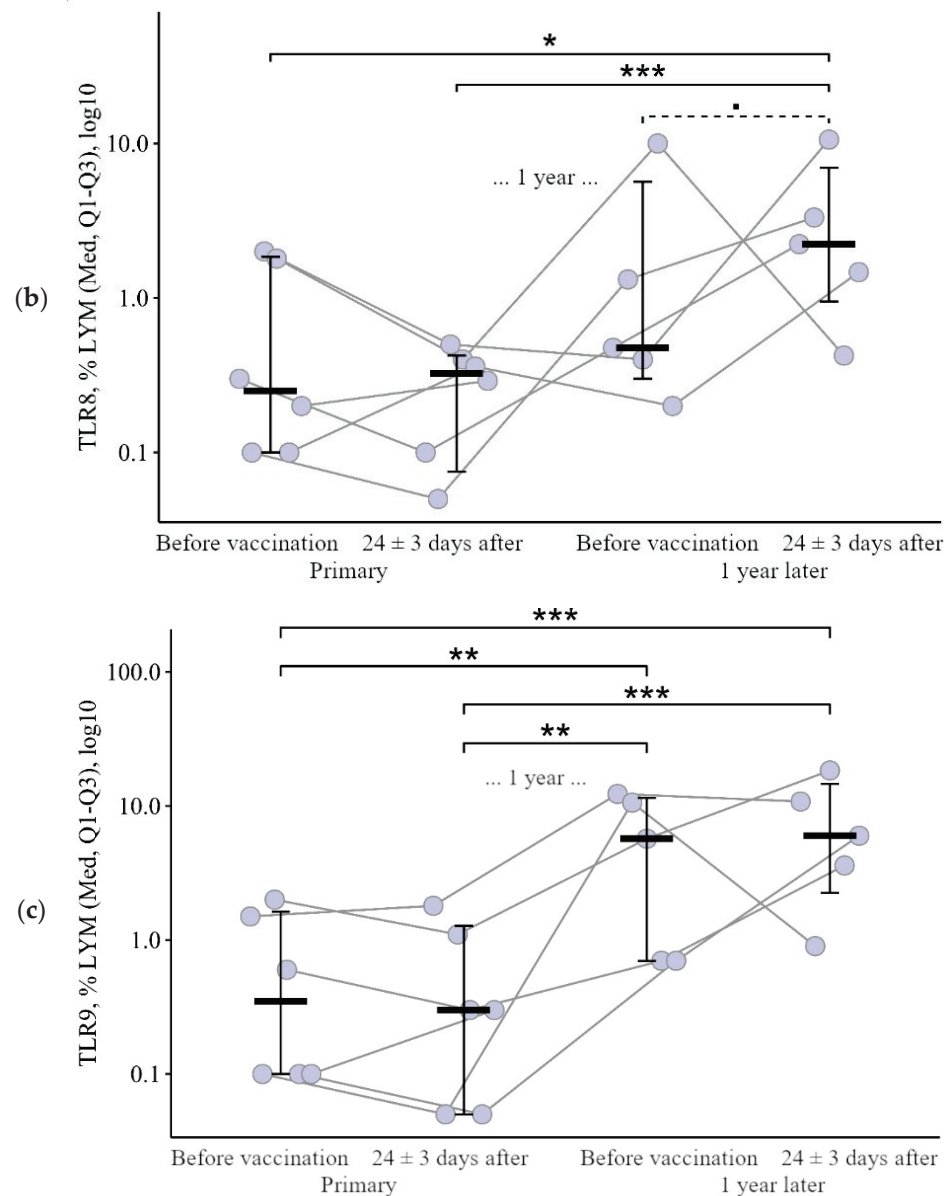 *
***
▪
10.0
... 1 year ...
1.0
0.1
TLR8, % LYM (Med, Q1-Q3), log10
(b)
Before vaccination 24 ± 3 days after Before vaccination 24 ± 3 days after
Primary 1 year later
***
**
***
**
100.0
... 1 year ...
10.0
1.0
0.1
TLR9, % LYM (Med, Q1-Q3), log10
(c)
Before vaccination 24 ± 3 days after Before vaccination 24 ± 3 days after
Primary 1 year later